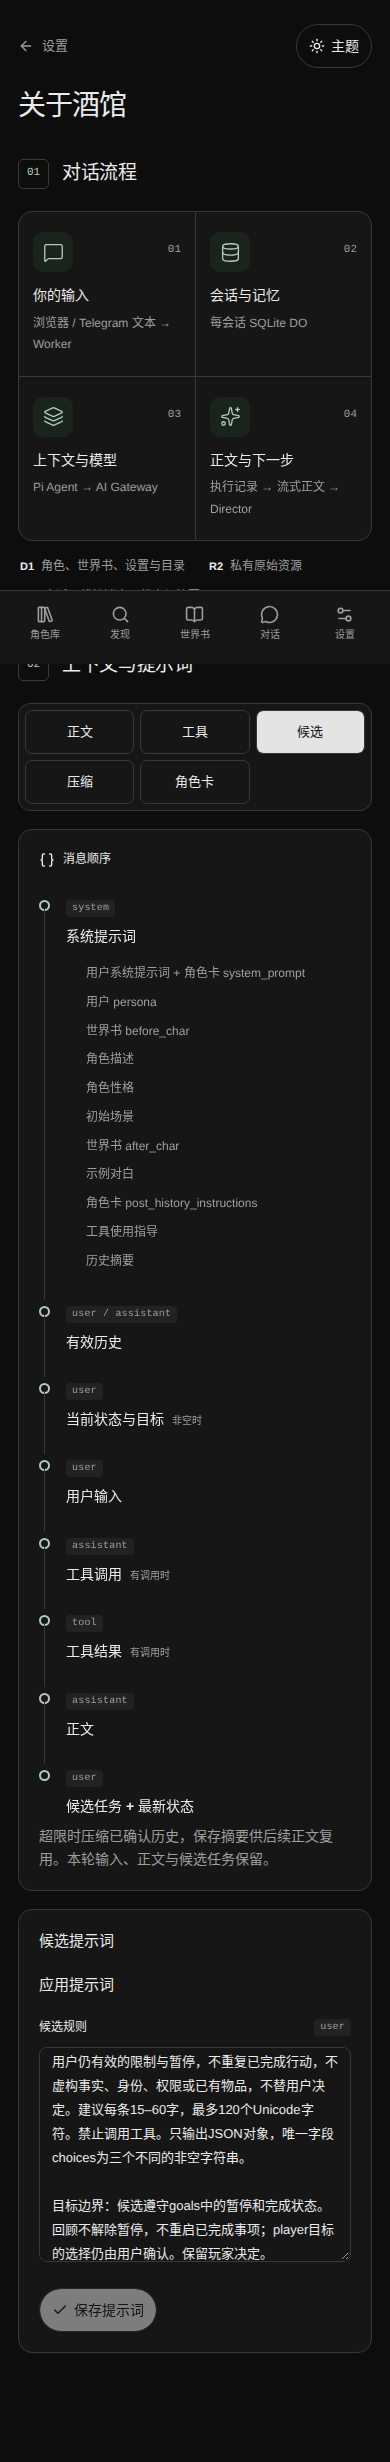 设置
主题
关于酒馆
01 对话流程
01
你的输入
浏览器 / Telegram 文本 →
Worker
02
会话与记忆
每会话 SQLite DO
03
上下文与模型
Pi Agent → AI Gateway
04
正文与下一步
执行记录 → 流式正文 →
Director
D1 角色、世界书、设置与目录 R2 私有原始资源
角色库 发现 世界书 对话 设置
02 上下文与提示词
正文 工具 候选
压缩 角色卡
消息顺序
system
系统提示词
用户系统提示词 + 角色卡 system_prompt
用户 persona
世界书 before_char
角色描述
角色性格
初始场景
世界书 after_char
示例对白
角色卡 post_history_instructions
工具使用指导
历史摘要
user / assistant
有效历史
user
当前状态与目标 非空时
user
用户输入
assistant
工具调用 有调用时
tool
工具结果 有调用时
assistant
正文
user
候选任务 + 最新状态
超限时压缩已确认历史，保存摘要供后续正文复
用。本轮输入、正文与候选任务保留。
候选提示词
应用提示词
候选规则 user
用户仍有效的限制与暂停，不重复已完成行动，不
虚构事实、身份、权限或已有物品，不替用户决
定。建议每条15–60字，最多120个Unicode字
符。禁止调用工具。只输出JSON对象，唯一字段
choices为三个不同的非空字符串。
目标边界：候选遵守goals中的暂停和完成状态。
回顾不解除暂停，不重启已完成事项；player目标
的选择仍由用户确认。保留玩家决定。
保存提示词